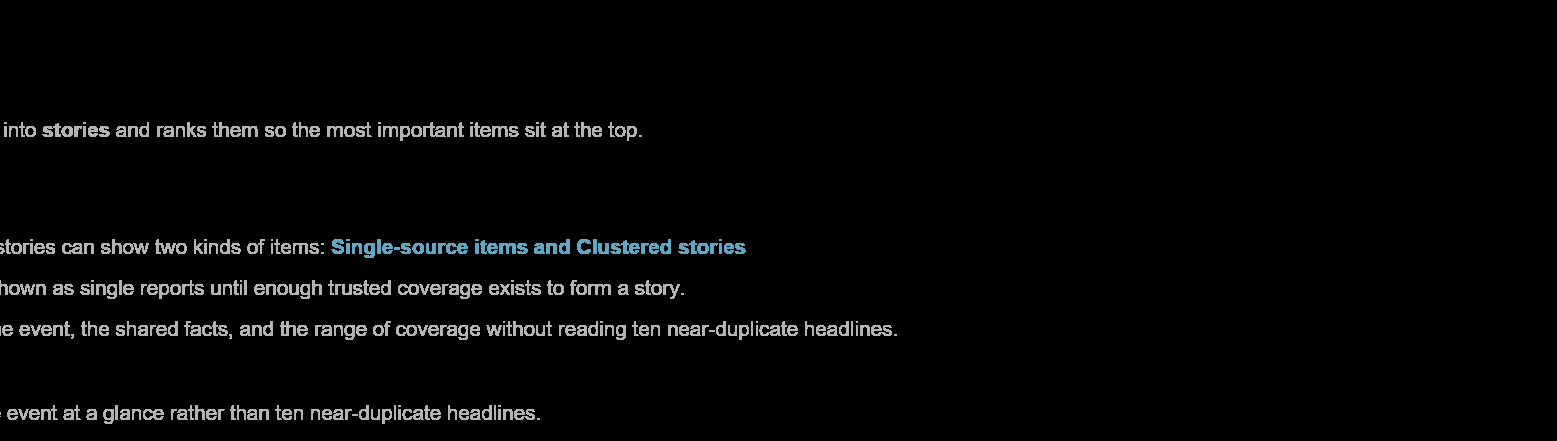 into stories and ranks them so the most important items sit at the top.
stories can show two kinds of items: Single-source items and Clustered stories
hown as single reports until enough trusted coverage exists to form a story.
e event, the shared facts, and the range of coverage without reading ten near-duplicate headlines.
event at a glance rather than ten near-duplicate headlines.